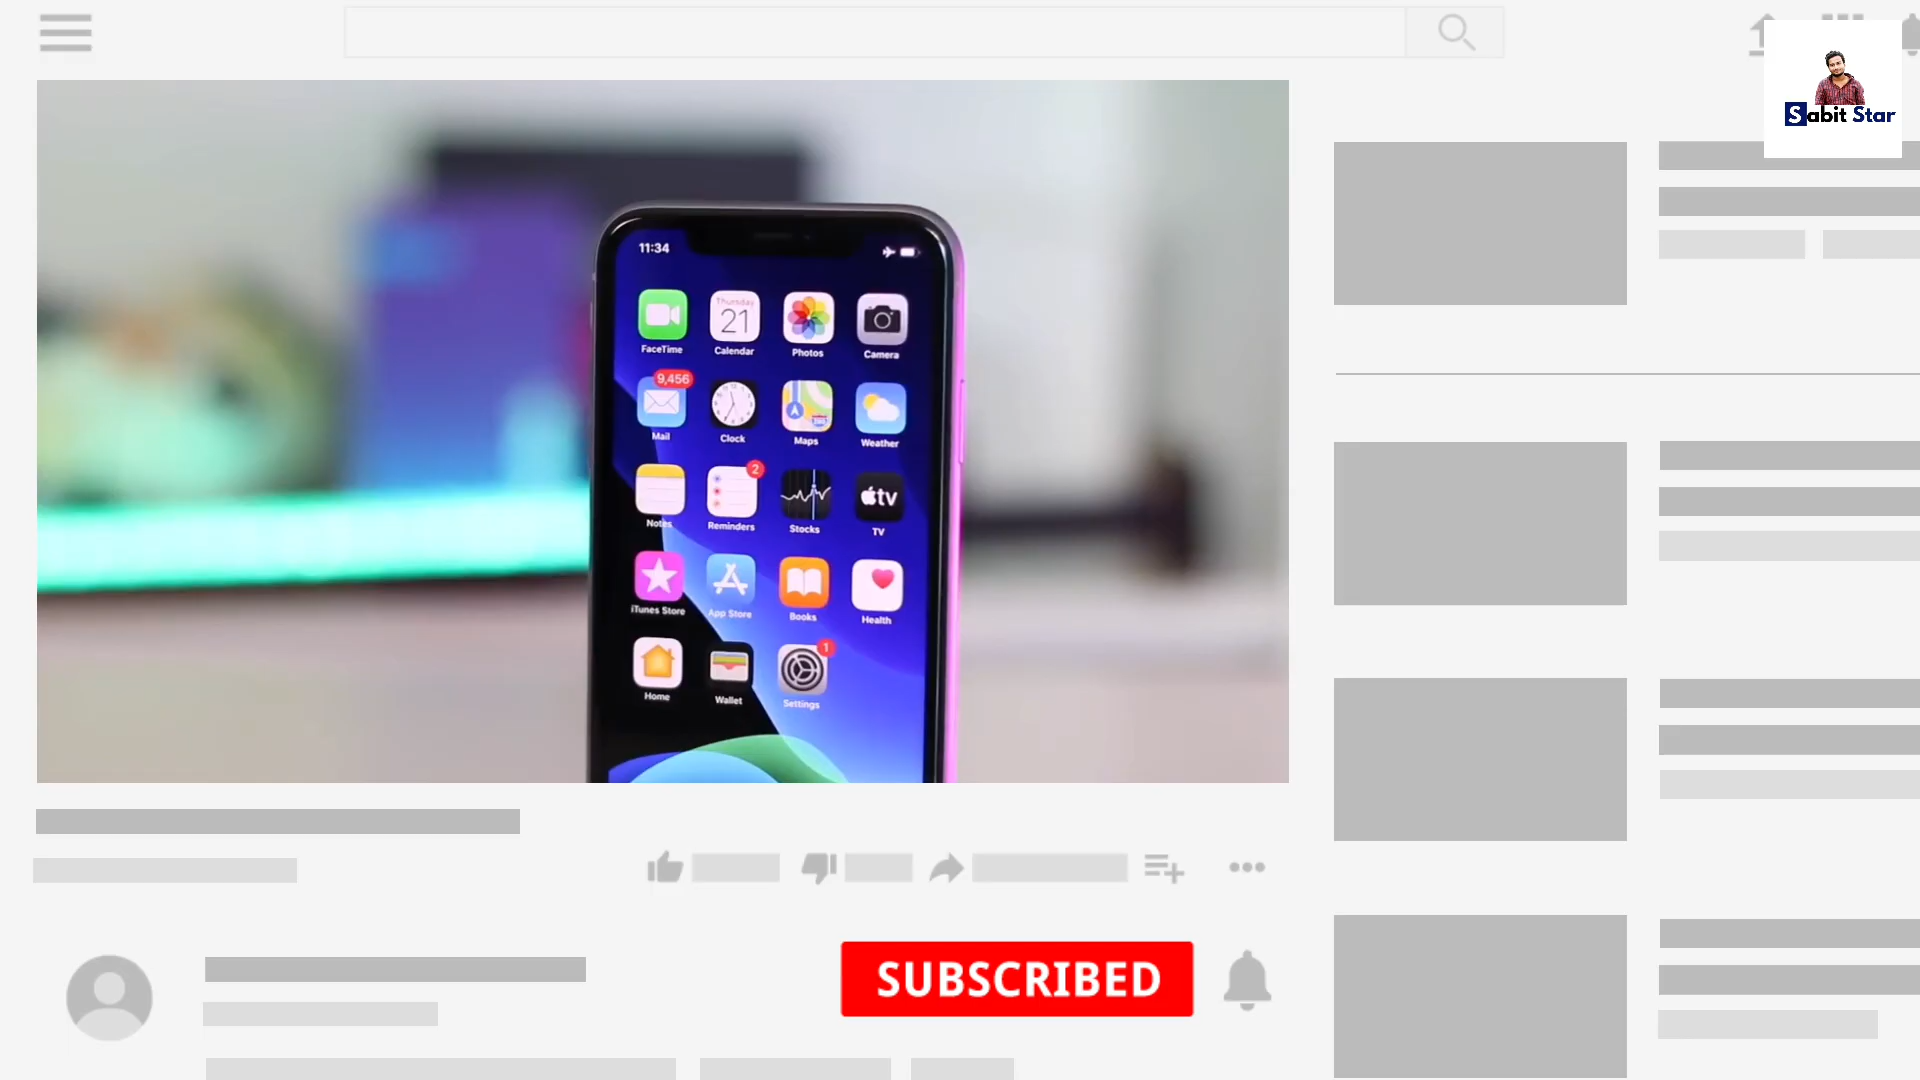 Sabit Star
11:34
Thursday
21
FaceTime
Calendar
Photos
Camera
9,456
Mail
Clock
Maps
Weather
2
Notes
Reminders
Stocks
tv
TV
iTunes Store
App Store
Books
Health
1
Home
Wallet
Settings
SUBSCRIBED